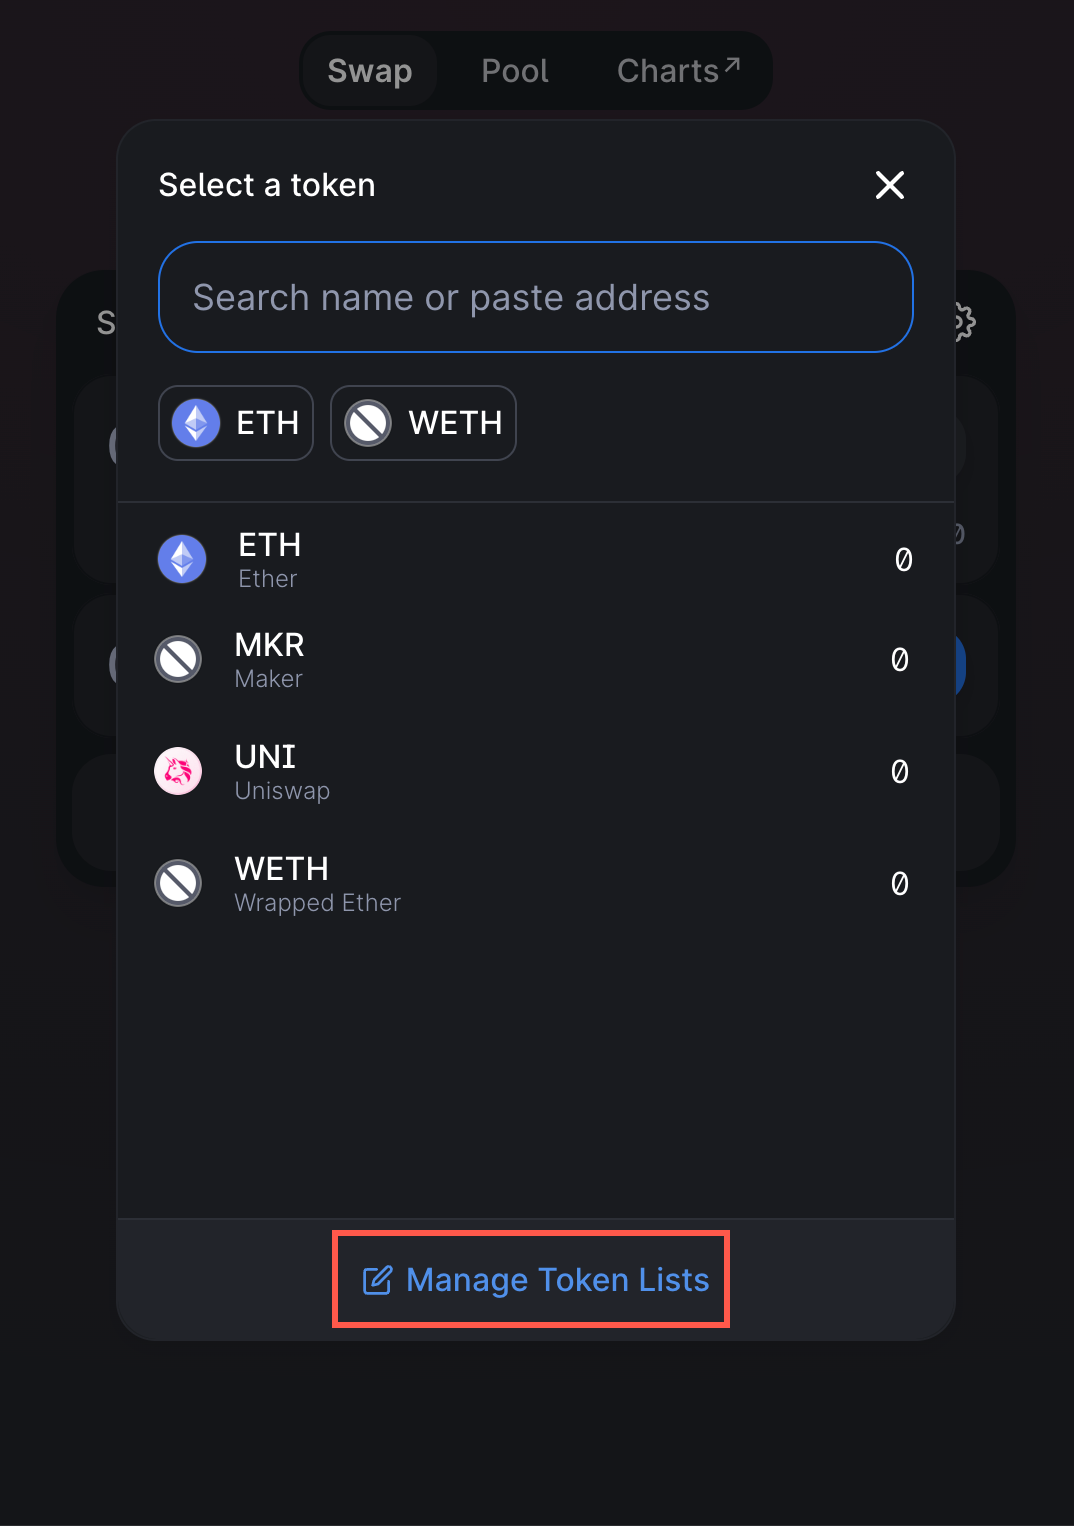 Swap
Pool
Charts↗
Select a token
Search name or paste address
ETH
WETH
ETH
Ether
0
MKR
Maker
0
UNI
Uniswap
0
WETH
Wrapped Ether
0
Manage Token Lists